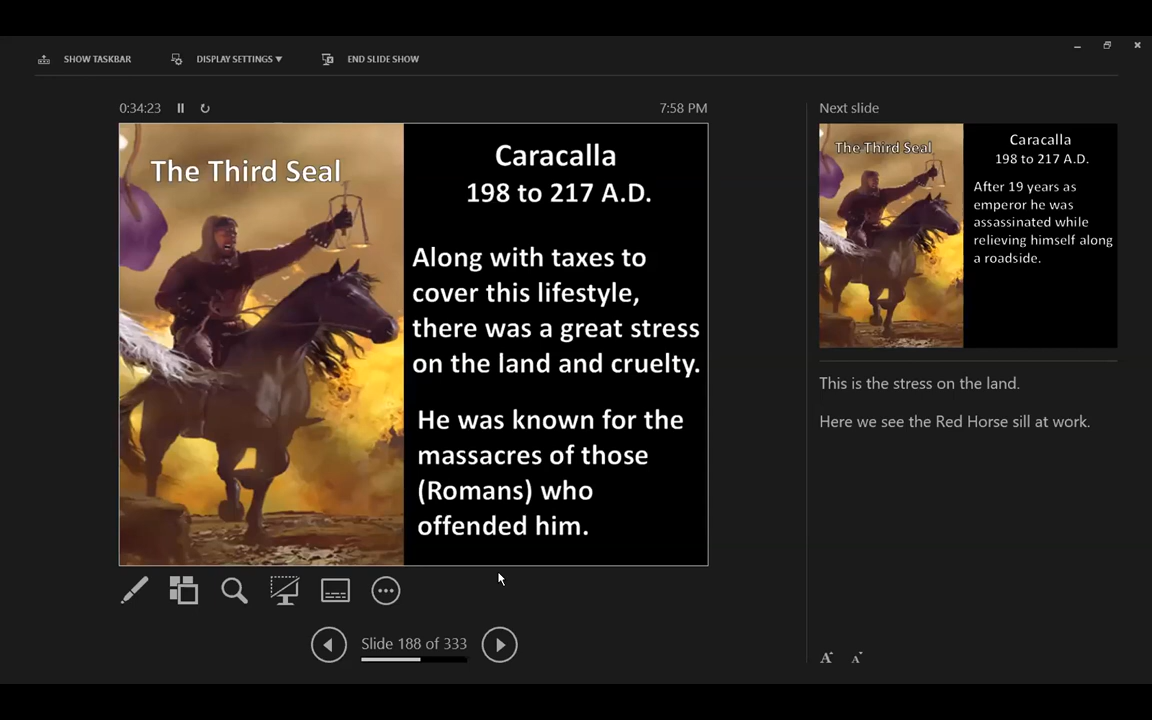 SHOW TASKBAR
DISPLAY SETTINGS ▼
END SLIDE SHOW
0:34:23
7:58 PM
The Third Seal
Caracalla
198 to 217 A.D.
Along with taxes to
cover this lifestyle,
there was a great stress
on the land and cruelty.
He was known for the
massacres of those
(Romans) who
offended him.
Slide 188 of 333
Next slide
The Third Seal
Caracalla
198 to 217 A.D.
After 19 years as
emperor he was
assassinated while
relieving himself along
a roadside.
This is the stress on the land.
Here we see the Red Horse sill at work.
A A